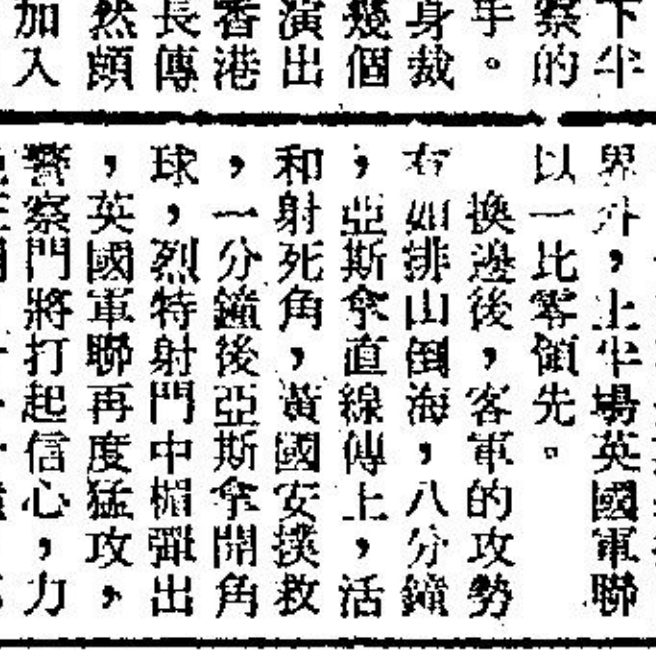 下半
察的
手。
身裁
幾個
演出
香港
長傳
然頗
加入
界外，上半場英國軍聯
以一比零領先。
換邊後，客軍的攻勢
有如排山倒海，八分鐘
，亞斯拿直線傳上，活
和射死角，黃國安撲救
，一分鐘後亞斯拿開角
球，烈特射門中楣彈出
，英國軍聯再度猛攻，
警察門將打起信心，力